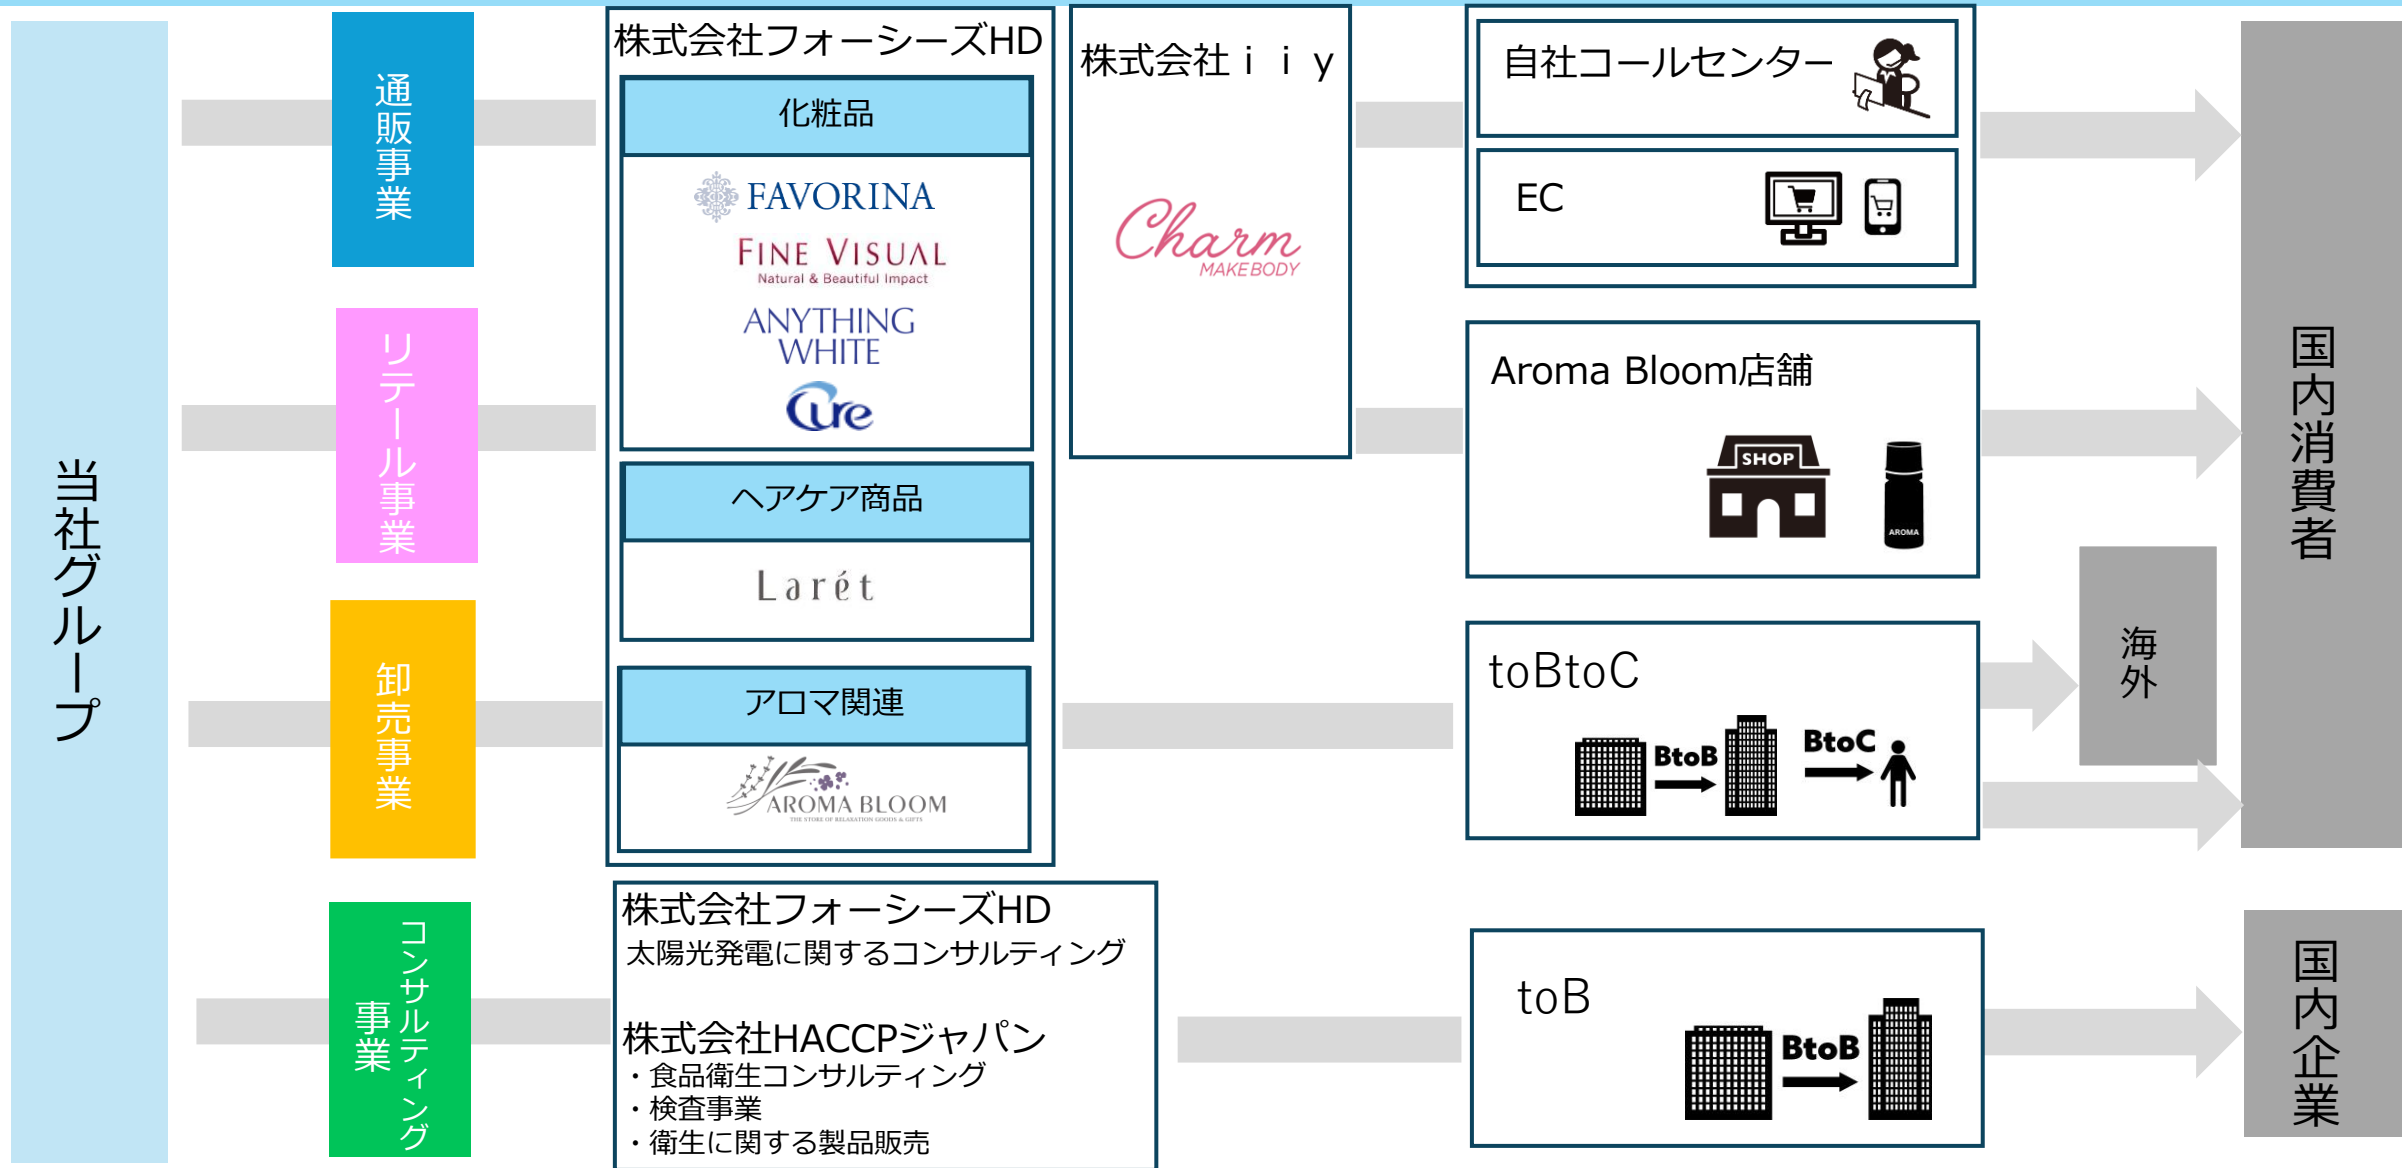 当社グループ
通販事業
リテール事業
卸売事業
コンサルティング
事業
株式会社フォーシーズHD
化粧品
FAVORINA
FINE VISUAL
Natural & Beautiful Impact
ANYTHING
WHITE
Cure
ヘアケア商品
Larét
アロマ関連
AROMA BLOOM
THE STORE OF RELAXATION GOODS & GIFTS
株式会社ｉｉｙ
Charm
MAKEBODY
株式会社フォーシーズHD
太陽光発電に関するコンサルティング
株式会社HACCPジャパン
・食品衛生コンサルティング
・検査事業
・衛生に関する製品販売
自社コールセンター
EC
Aroma Bloom店舗
SHOP
AROMA
toBtoC
BtoB
BtoC
toB
BtoB
国内消費者
海外
国内企業